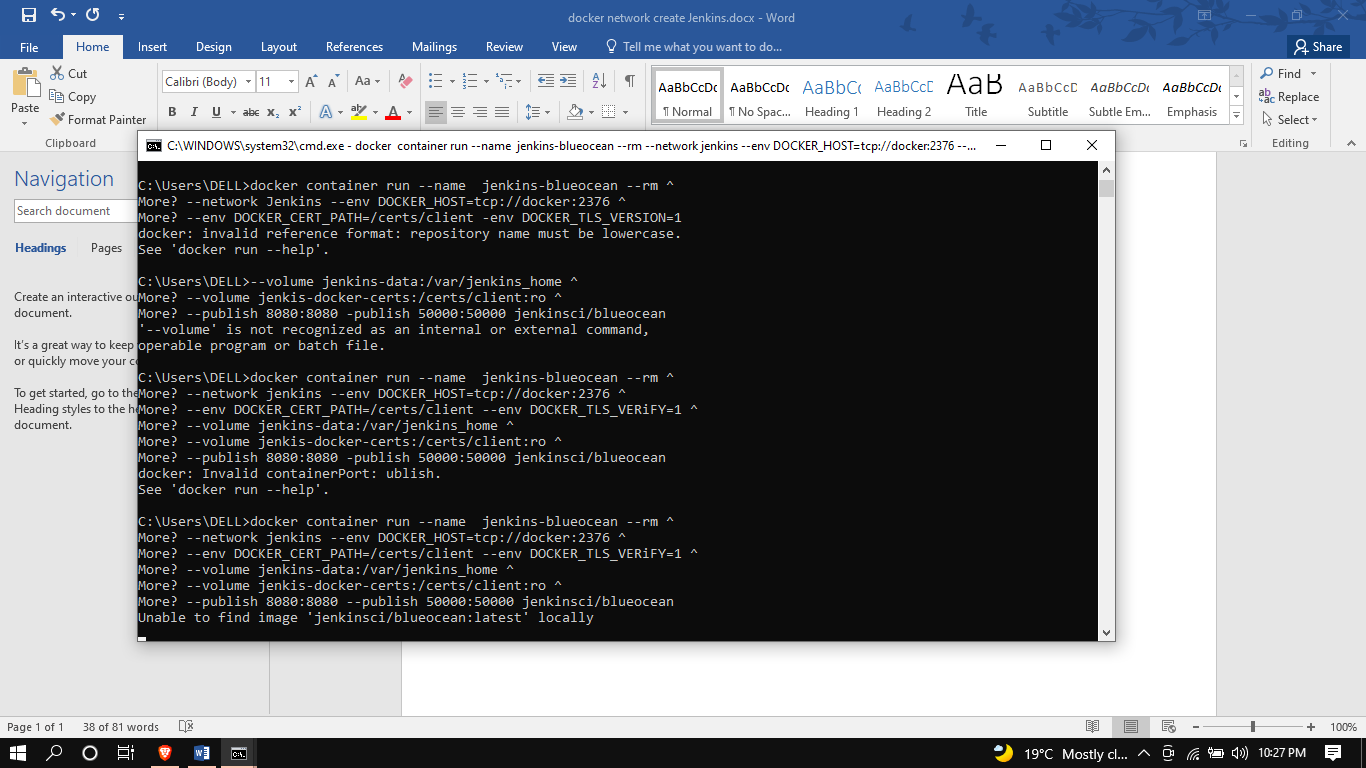 docker network create Jenkins.docx - Word
File Home Insert Design Layout References Mailings Review View Tell me what you want to do... Share
Paste
Cut
Copy
Format Painter
Clipboard
Calibri (Body) 11
B I U abc x₂ x²
AaBbCcDc ¶ Normal
AaBbCcDc ¶ No Spac...
AaBbCc Heading 1
AaBbCcD Heading 2
AaB Title
AaBbCcD Subtitle
AaBbCcDc Subtle Em...
AaBbCcDc Emphasis
Find
Replace
Select
Editing
Navigation
Search document
Headings Pages
Create an interactive ou
document.
It's a great way to keep
or quickly move your co
To get started, go to the
Heading styles to the he
document.
C:\WINDOWS\system32\cmd.exe - docker container run --name jenkins-blueocean --rm --network jenkins --env DOCKER_HOST=tcp://docker:2376 --...
C:\Users\DELL>docker container run --name  jenkins-blueocean --rm ^
More? --network Jenkins --env DOCKER_HOST=tcp://docker:2376 ^
More? --env DOCKER_CERT_PATH=/certs/client -env DOCKER_TLS_VERSION=1
docker: invalid reference format: repository name must be lowercase.
See 'docker run --help'.
C:\Users\DELL>--volume jenkins-data:/var/jenkins_home ^
More? --volume jenkis-docker-certs:/certs/client:ro ^
More? --publish 8080:8080 -publish 50000:50000 jenkinsci/blueocean
'--volume' is not recognized as an internal or external command,
operable program or batch file.
C:\Users\DELL>docker container run --name  jenkins-blueocean --rm ^
More? --network jenkins --env DOCKER_HOST=tcp://docker:2376 ^
More? --env DOCKER_CERT_PATH=/certs/client --env DOCKER_TLS_VERiFY=1 ^
More? --volume jenkins-data:/var/jenkins_home ^
More? --volume jenkis-docker-certs:/certs/client:ro ^
More? --publish 8080:8080 -publish 50000:50000 jenkinsci/blueocean
docker: Invalid containerPort: ublish.
See 'docker run --help'.
C:\Users\DELL>docker container run --name  jenkins-blueocean --rm ^
More? --network jenkins --env DOCKER_HOST=tcp://docker:2376 ^
More? --env DOCKER_CERT_PATH=/certs/client --env DOCKER_TLS_VERiFY=1 ^
More? --volume jenkins-data:/var/jenkins_home ^
More? --volume jenkis-docker-certs:/certs/client:ro ^
More? --publish 8080:8080 --publish 50000:50000 jenkinsci/blueocean
Unable to find image 'jenkinsci/blueocean:latest' locally
Page 1 of 1 38 of 81 words 100%
19°C Mostly cl... 10:27 PM